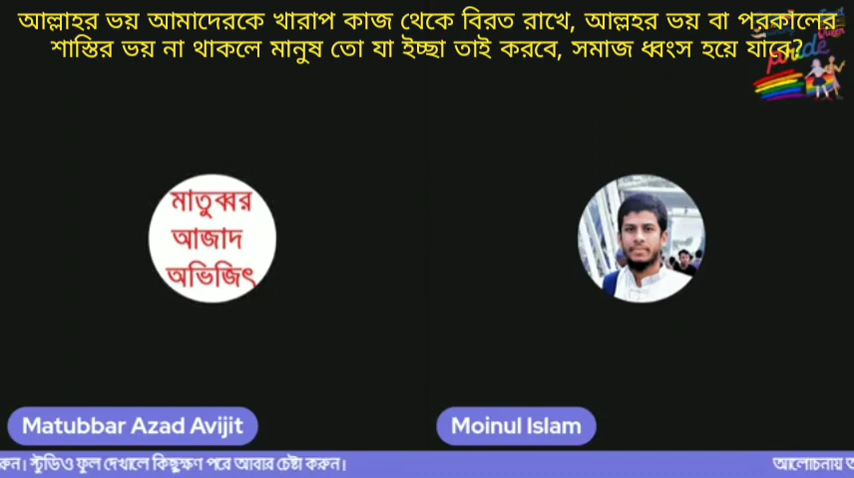 আল্লাহর ভয় আমাদেরকে খারাপ কাজ থেকে বিরত রাখে, আল্লহর ভয় বা পরকালের
শাস্তির ভয় না থাকলে মানুষ তো যা ইচ্ছা তাই করবে, সমাজ ধ্বংস হয়ে যাবে?
মাতুব্বর
আজাদ
অভিজিৎ
Matubbar Azad Avijit
Moinul Islam
রুন। স্টুডিও ফুল দেখালে কিছুক্ষণ পরে আবার চেষ্টা করুন।
আলোচনায়